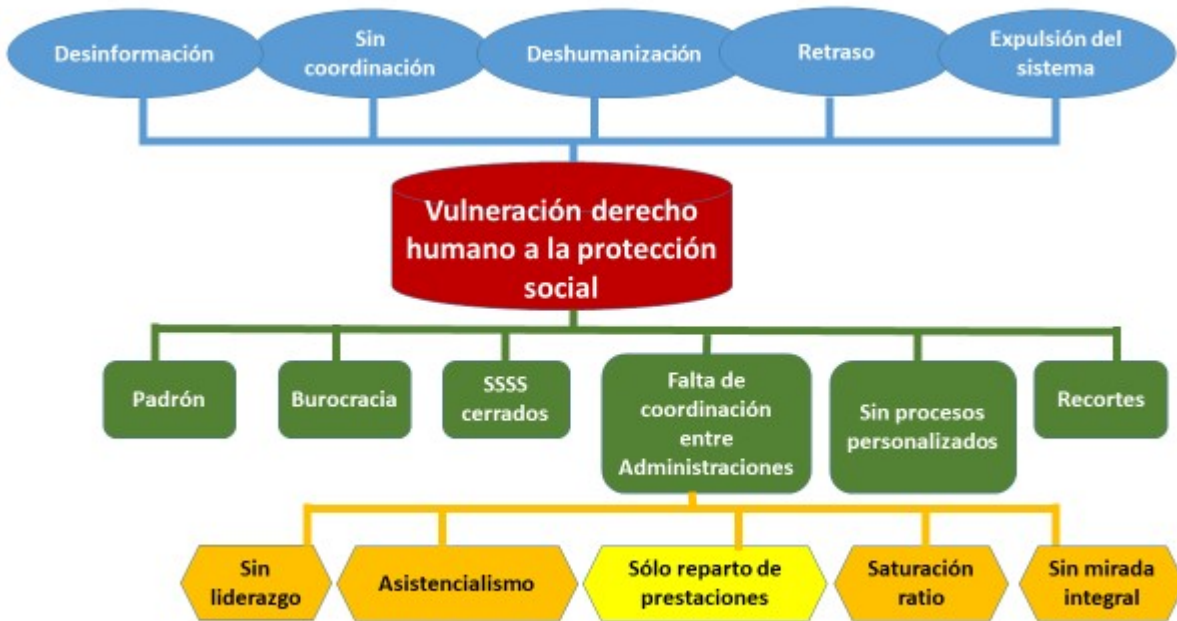 Desinformación
Sin
coordinación
Deshumanización
Retraso
Expulsión del
sistema
Vulneración derecho
humano a la protección
social
Padrón
Burocracia
SSSS
cerrados
Falta de
coordinación
entre
Administraciones
Sin procesos
personalizados
Recortes
Sin
liderazgo
Asistencialismo
Sólo reparto de
prestaciones
Saturación
ratio
Sin mirada
integral